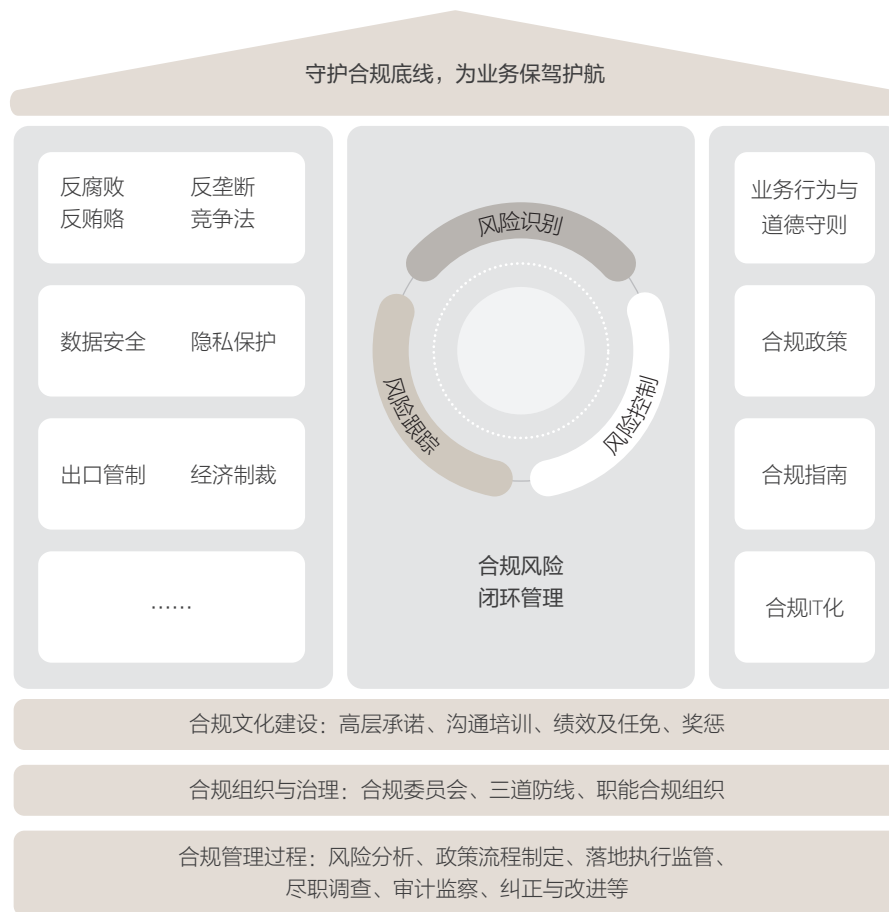 守护合规底线，为业务保驾护航
反腐败 反垄断
反贿赂 竞争法
数据安全 隐私保护
出口管制 经济制裁
……
风险识别
风险控制
风险跟踪
合规风险
闭环管理
业务行为与
道德守则
合规政策
合规指南
合规IT化
合规文化建设：高层承诺、沟通培训、绩效及任免、奖惩
合规组织与治理：合规委员会、三道防线、职能合规组织
合规管理过程：风险分析、政策流程制定、落地执行监管、
尽职调查、审计监察、纠正与改进等